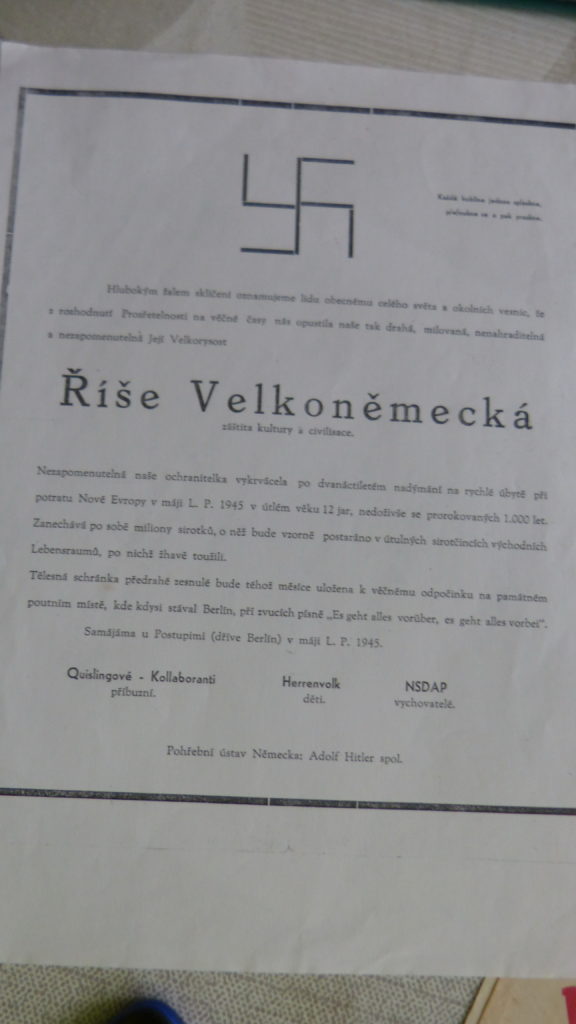 Každá květina jednou vykvétne,
Hlubokým žalem skličeni oznamujeme lidu obecnému celého světa a okolních vesnic, že
z rozhodnutí Prozřetelnosti na věčné časy nás opustila naše tak drahá, milovaná, nenahraditelná
a nezapomenutelná Její Velkorysost
Říše Velkoněmecká
záštita kultury a civilisace.
Nezapomenutelná naše ochranitelka vykrvácela po dvanáctiletém nadýmání na rychlé úbytě při
potratu Nové Evropy v máji L. P. 1945 v útlém věku 12 jar, nedoživše se prorokovaných 1.000 let.
Zanechává po sobě miliony sirotků, o něž bude vzorně postaráno v útulných sirotčincích východních
Lebensraumů, po nichž žhavě toužili.
Tělesná schránka předrahé zesnulé bude téhož měsíce uložena k věčnému odpočinku na památném
poutním místě, kde kdysi stával Berlín, při zvucích písně „Es geht alles vorüber, es geht alles vorbei".
Samájáma u Postupimi (dříve Berlín) v máji L. P. 1945.
Quislingové - Kollaboranti Herrenvolk NSDAP
příbuzní. děti. vychovatelé.
Pohřební ústav Německa: Adolf Hitler spol.